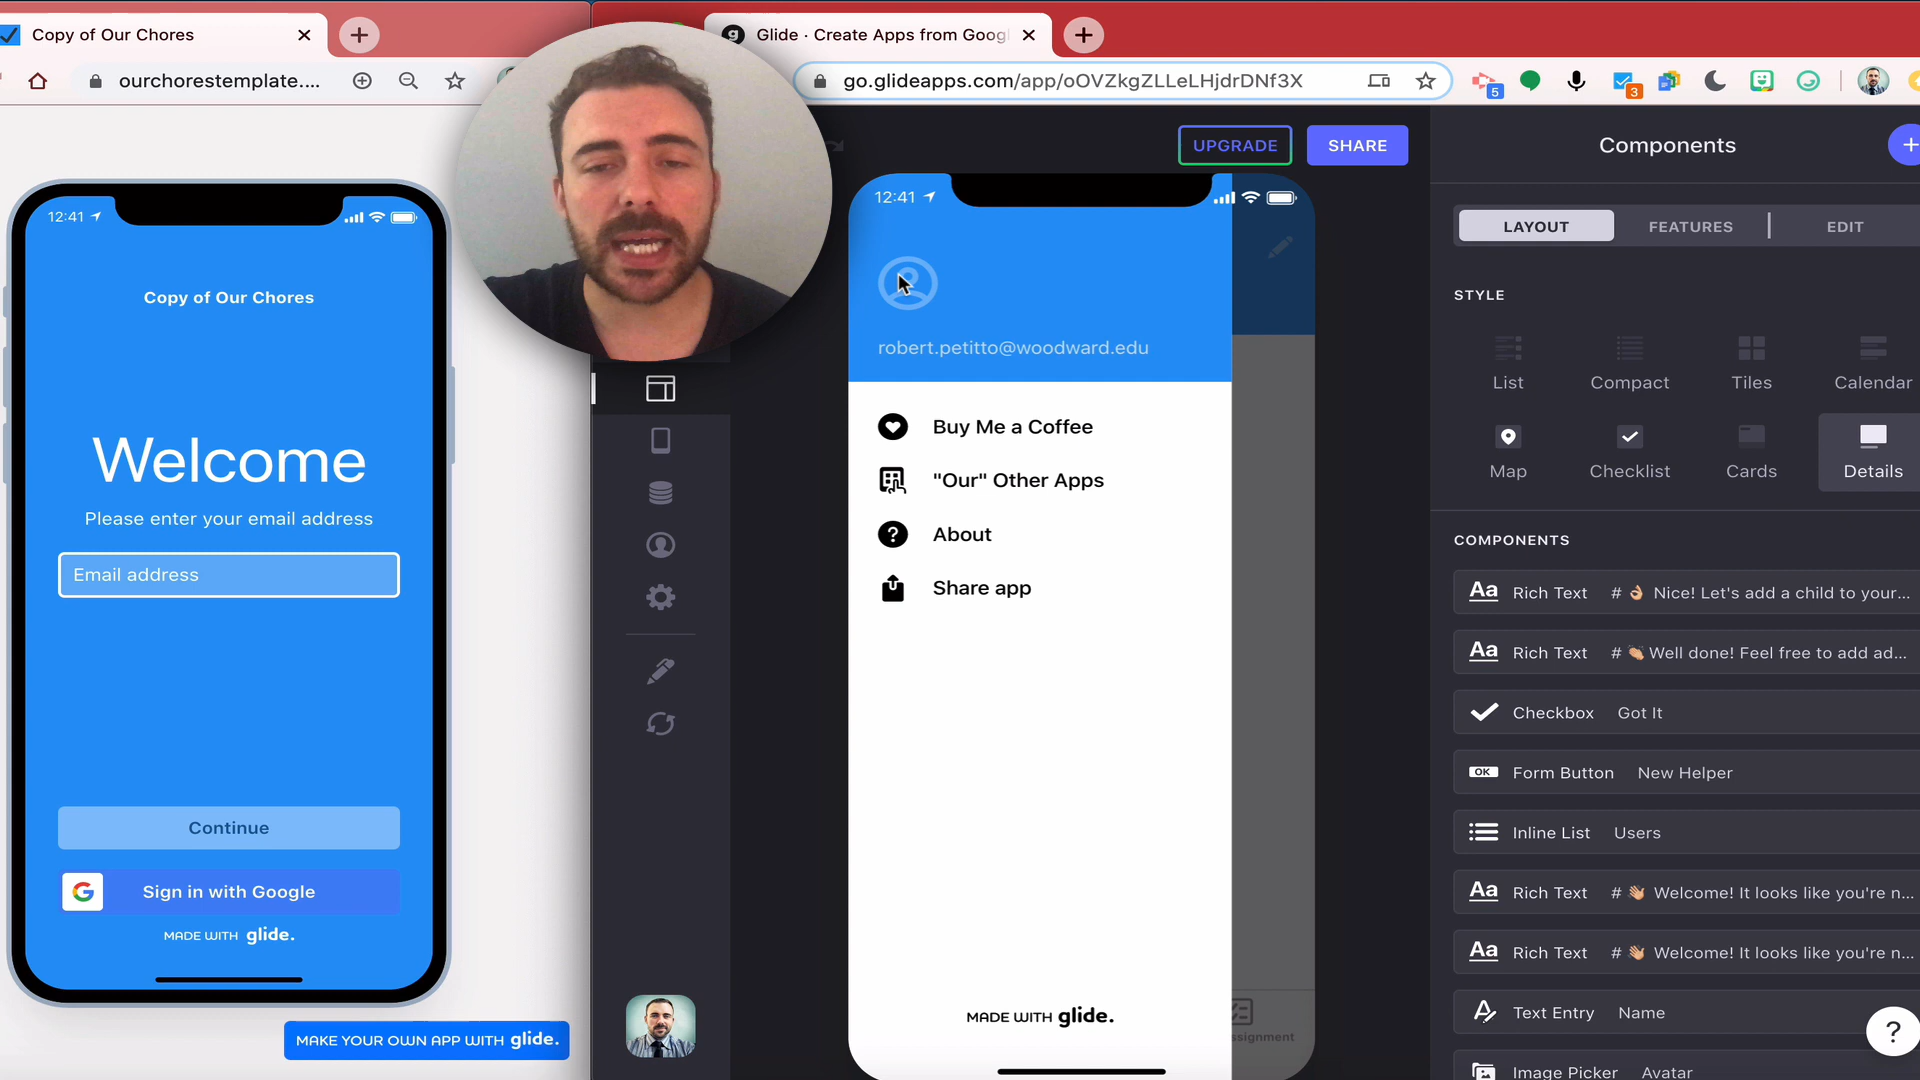 Copy of Our Chores
Glide · Create Apps from Goog
ourchorestemplate....
go.glideapps.com/app/oOVZkgZLLeLHjdrDNf3X
5
3
UPGRADE
SHARE
Components
12:41
Copy of Our Chores
Welcome
Please enter your email address
Email address
Continue
Sign in with Google
MADE WITH glide.
MAKE YOUR OWN APP WITH glide.
12:41
robert.petitto@woodward.edu
Buy Me a Coffee
"Our" Other Apps
About
Share app
MADE WITH glide.
ssignment
LAYOUT
FEATURES
EDIT
STYLE
List
Compact
Tiles
Calendar
Map
Checklist
Cards
Details
COMPONENTS
Aa Rich Text # 👌🏼 Nice! Let's add a child to your...
Aa Rich Text # 👏🏼 Well done! Feel free to add ad...
Checkbox Got It
OK Form Button New Helper
Inline List Users
Aa Rich Text # 👋🏼 Welcome! It looks like you're n...
Aa Rich Text # 👋🏼 Welcome! It looks like you're n...
Text Entry Name
Image Picker Avatar
?